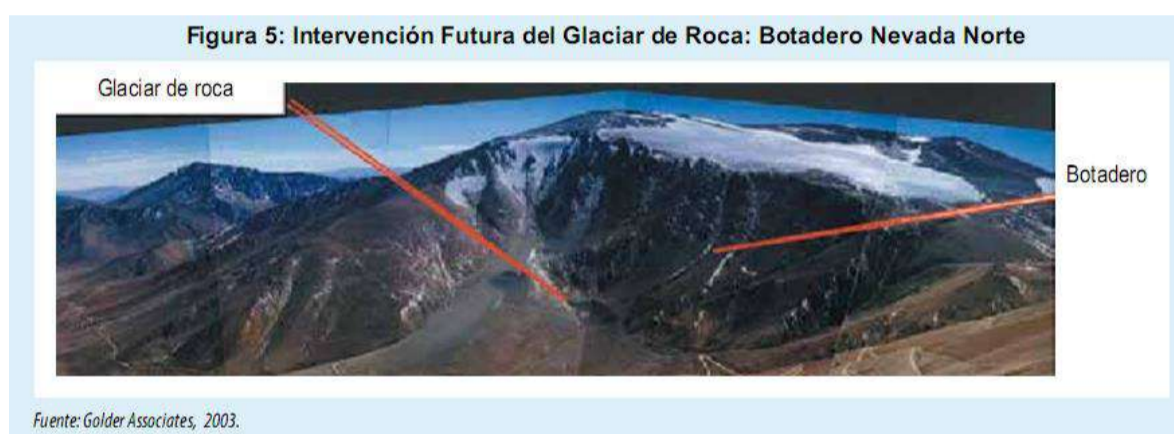 Figura 5: Intervención Futura del Glaciar de Roca: Botadero Nevada Norte
Glaciar de roca
Botadero
Fuente: Golder Associates, 2003.